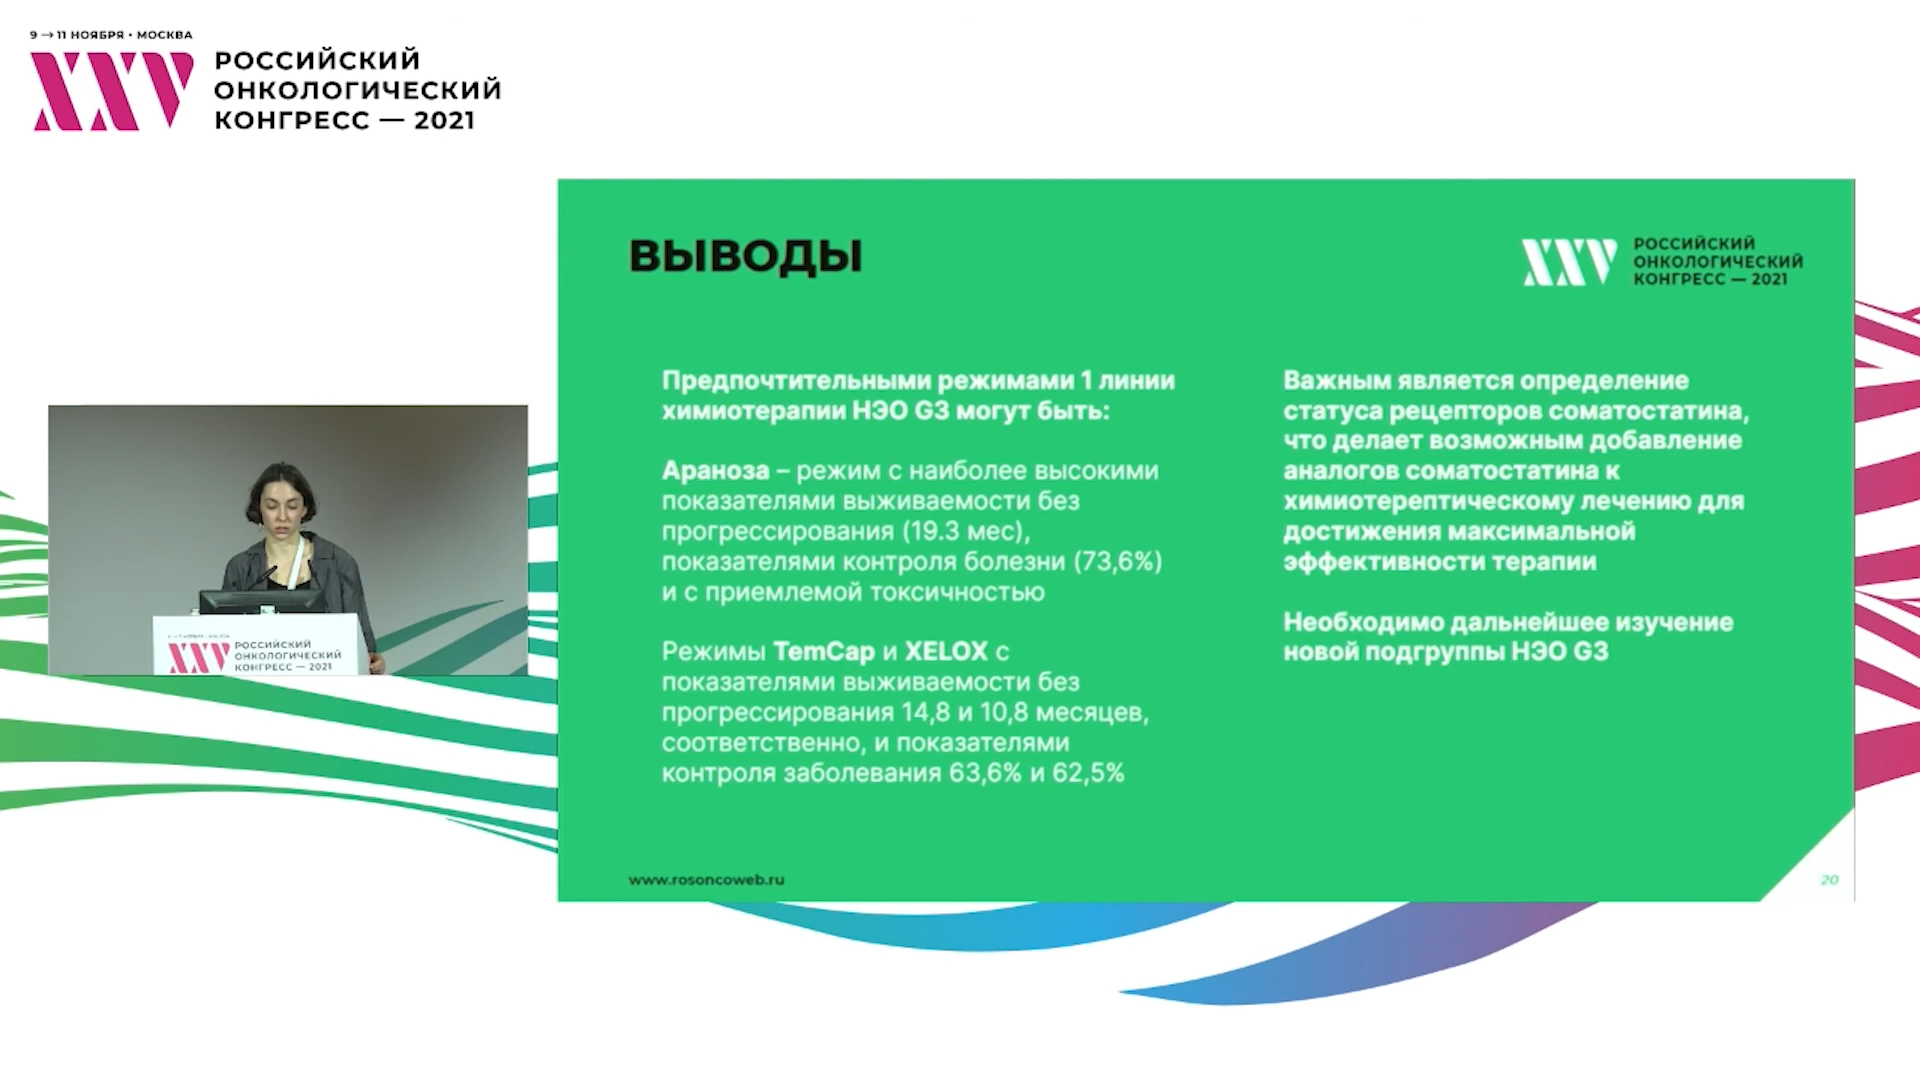 9 → 11 НОЯБРЯ • МОСКВА
XXV
РОССИЙСКИЙ
ОНКОЛОГИЧЕСКИЙ
КОНГРЕСС — 2021
ВЫВОДЫ
XXV
РОССИЙСКИЙ
ОНКОЛОГИЧЕСКИЙ
КОНГРЕСС — 2021
Предпочтительными режимами 1 линии
химиотерапии НЭО G3 могут быть:
Араноза – режим с наиболее высокими
показателями выживаемости без
прогрессирования (19.3 мес),
показателями контроля болезни (73,6%)
и с приемлемой токсичностью
Режимы TemCap и XELOX с
показателями выживаемости без
прогрессирования 14,8 и 10,8 месяцев,
соответственно, и показателями
контроля заболевания 63,6% и 62,5%
Важным является определение
статуса рецепторов соматостатина,
что делает возможным добавление
аналогов соматостатина к
химиотерептическому лечению для
достижения максимальной
эффективности терапии
Необходимо дальнейшее изучение
новой подгруппы НЭО G3
www.rosoncoweb.ru
20
XXV
РОССИЙСКИЙ
ОНКОЛОГИЧЕСКИЙ
КОНГРЕСС — 2021